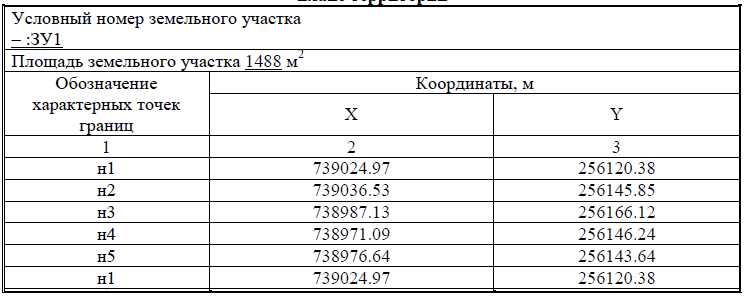 Условный номер земельного участка
– :ЗУ1
Площадь земельного участка 1488 м²
Обозначение характерных точек границ
Координаты, м
X Y
1 2 3
н1 739024.97 256120.38
н2 739036.53 256145.85
н3 738987.13 256166.12
н4 738971.09 256146.24
н5 738976.64 256143.64
н1 739024.97 256120.38